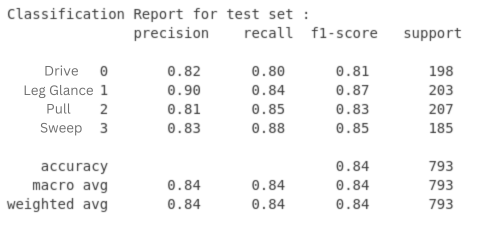 Classification Report for test set :
precision recall f1-score support
Drive 0 0.82 0.80 0.81 198
Leg Glance 1 0.90 0.84 0.87 203
Pull 2 0.81 0.85 0.83 207
Sweep 3 0.83 0.88 0.85 185
accuracy 0.84 793
macro avg 0.84 0.84 0.84 793
weighted avg 0.84 0.84 0.84 793